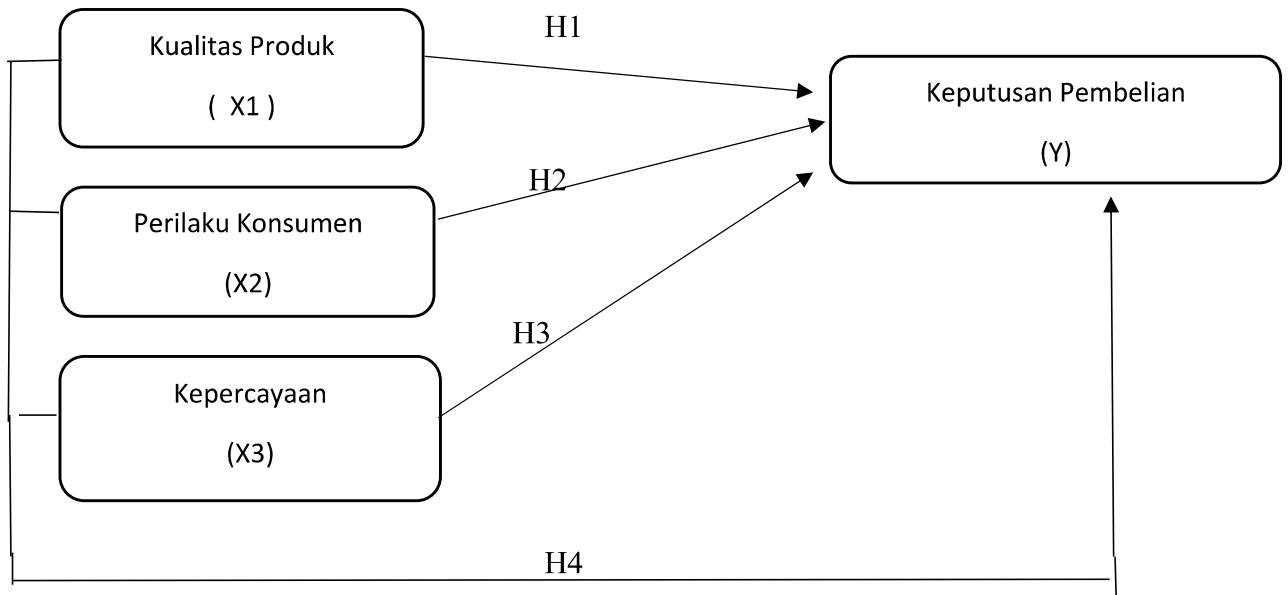 Kualitas Produk
( X1 )
H1
Keputusan Pembelian
(Y)
H2
Perilaku Konsumen
(X2)
H3
Kepercayaan
(X3)
H4